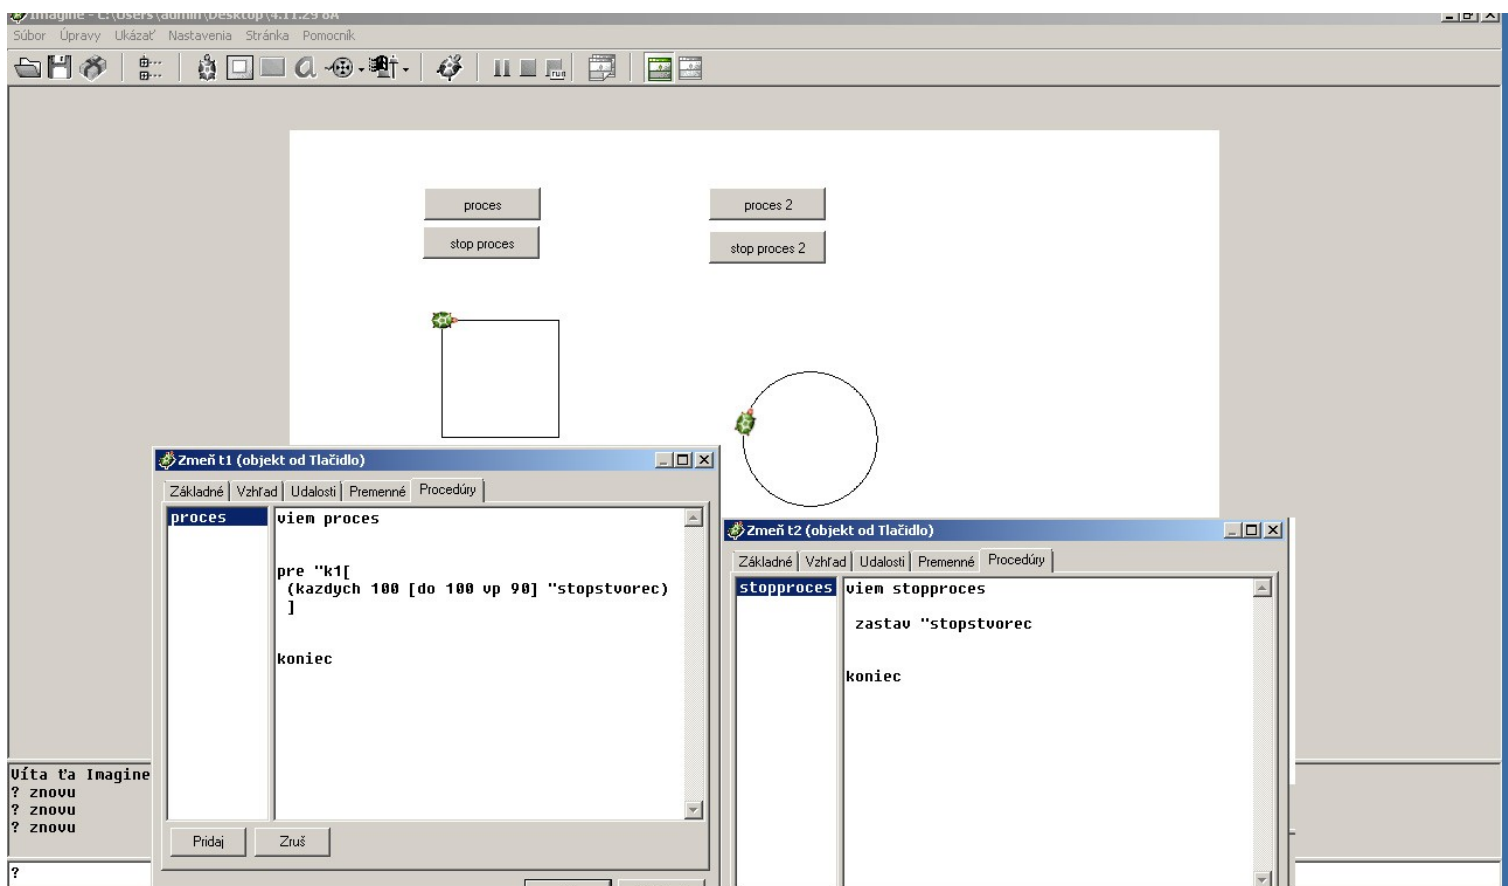 Imagine - C:\Users\admin\Desktop\4.11.29 8A
Súbor Úpravy Ukázať Nastavenia Stránka Pomocník
run
proces
proces 2
stop proces
stop proces 2
Zmeň t1 (objekt od Tlačidlo)
Základné Vzhľad Udalosti Premenné Procedúry
proces
viem proces
pre "k1[
(kazdych 100 [do 100 vp 90] "stopstvorec)
]
koniec
Pridaj Zruš
Zmeň t2 (objekt od Tlačidlo)
Základné Vzhľad Udalosti Premenné Procedúry
stopproces
viem stopproces
zastav "stopstvorec
koniec
Víta ťa Imagine
? znovu
? znovu
? znovu
?